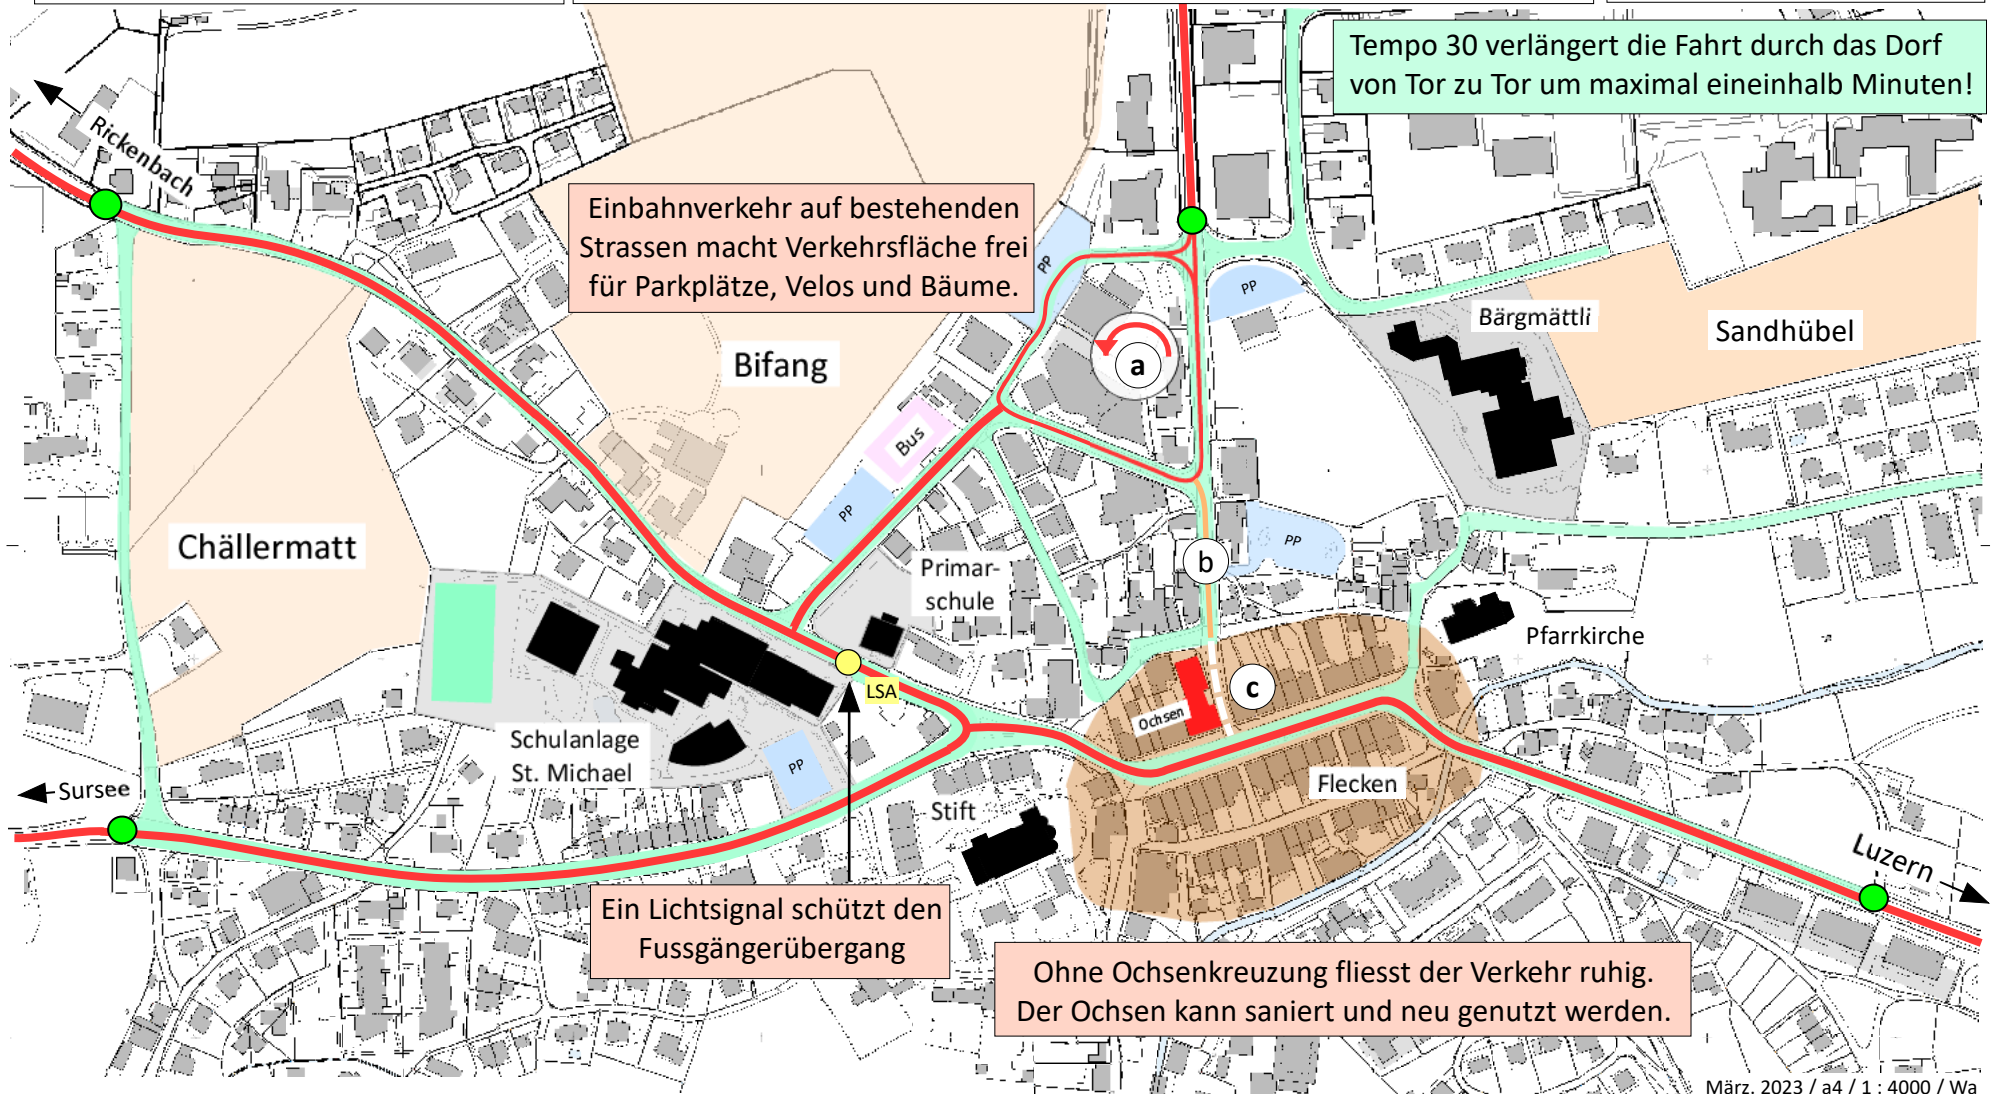 Tempo 30 verlängert die Fahrt durch das Dorf
von Tor zu Tor um maximal eineinhalb Minuten!
Rickenbach
Einbahnverkehr auf bestehenden
Strassen macht Verkehrsfläche frei
für Parkplätze, Velos und Bäume.
PP
PP
Bärgmättli
Sandhübel
Bifang
a
Bus
PP
PP
Chällermatt
b
Primar-
schule
Pfarrkirche
LSA
c
Ochsen
Schulanlage
St. Michael
PP
Flecken
Sursee
Stift
Luzern
Ein Lichtsignal schützt den
Fussgängerübergang
Ohne Ochsenkreuzung fliesst der Verkehr ruhig.
Der Ochsen kann saniert und neu genutzt werden.
März. 2023 / a4 / 1 : 4000 / Wa